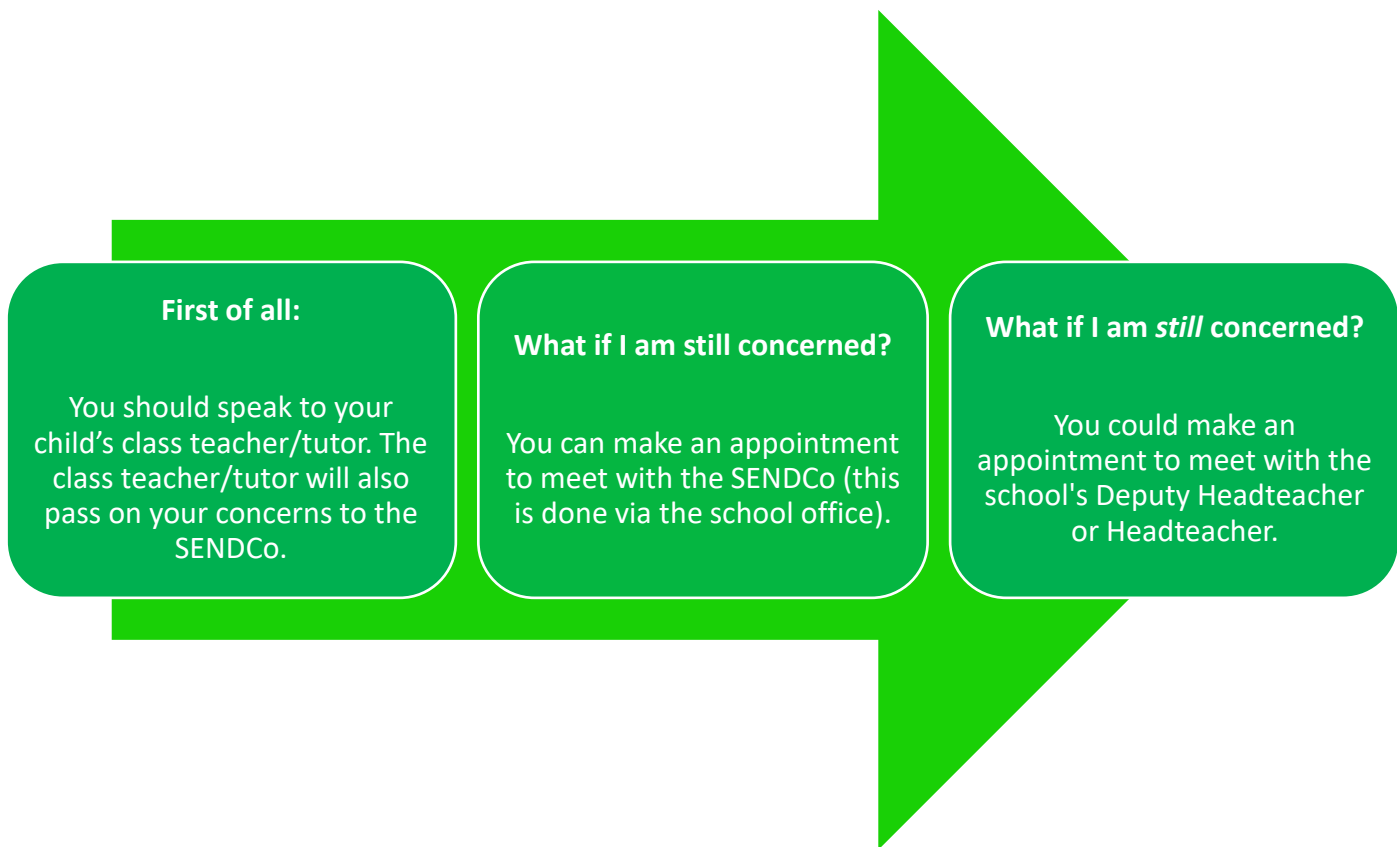 First of all:
You should speak to your
child’s class teacher/tutor. The
class teacher/tutor will also
pass on your concerns to the
SENDCo.
What if I am still concerned?
You can make an appointment
to meet with the SENDCo (this
is done via the school office).
What if I am still concerned?
You could make an
appointment to meet with the
school's Deputy Headteacher
or Headteacher.